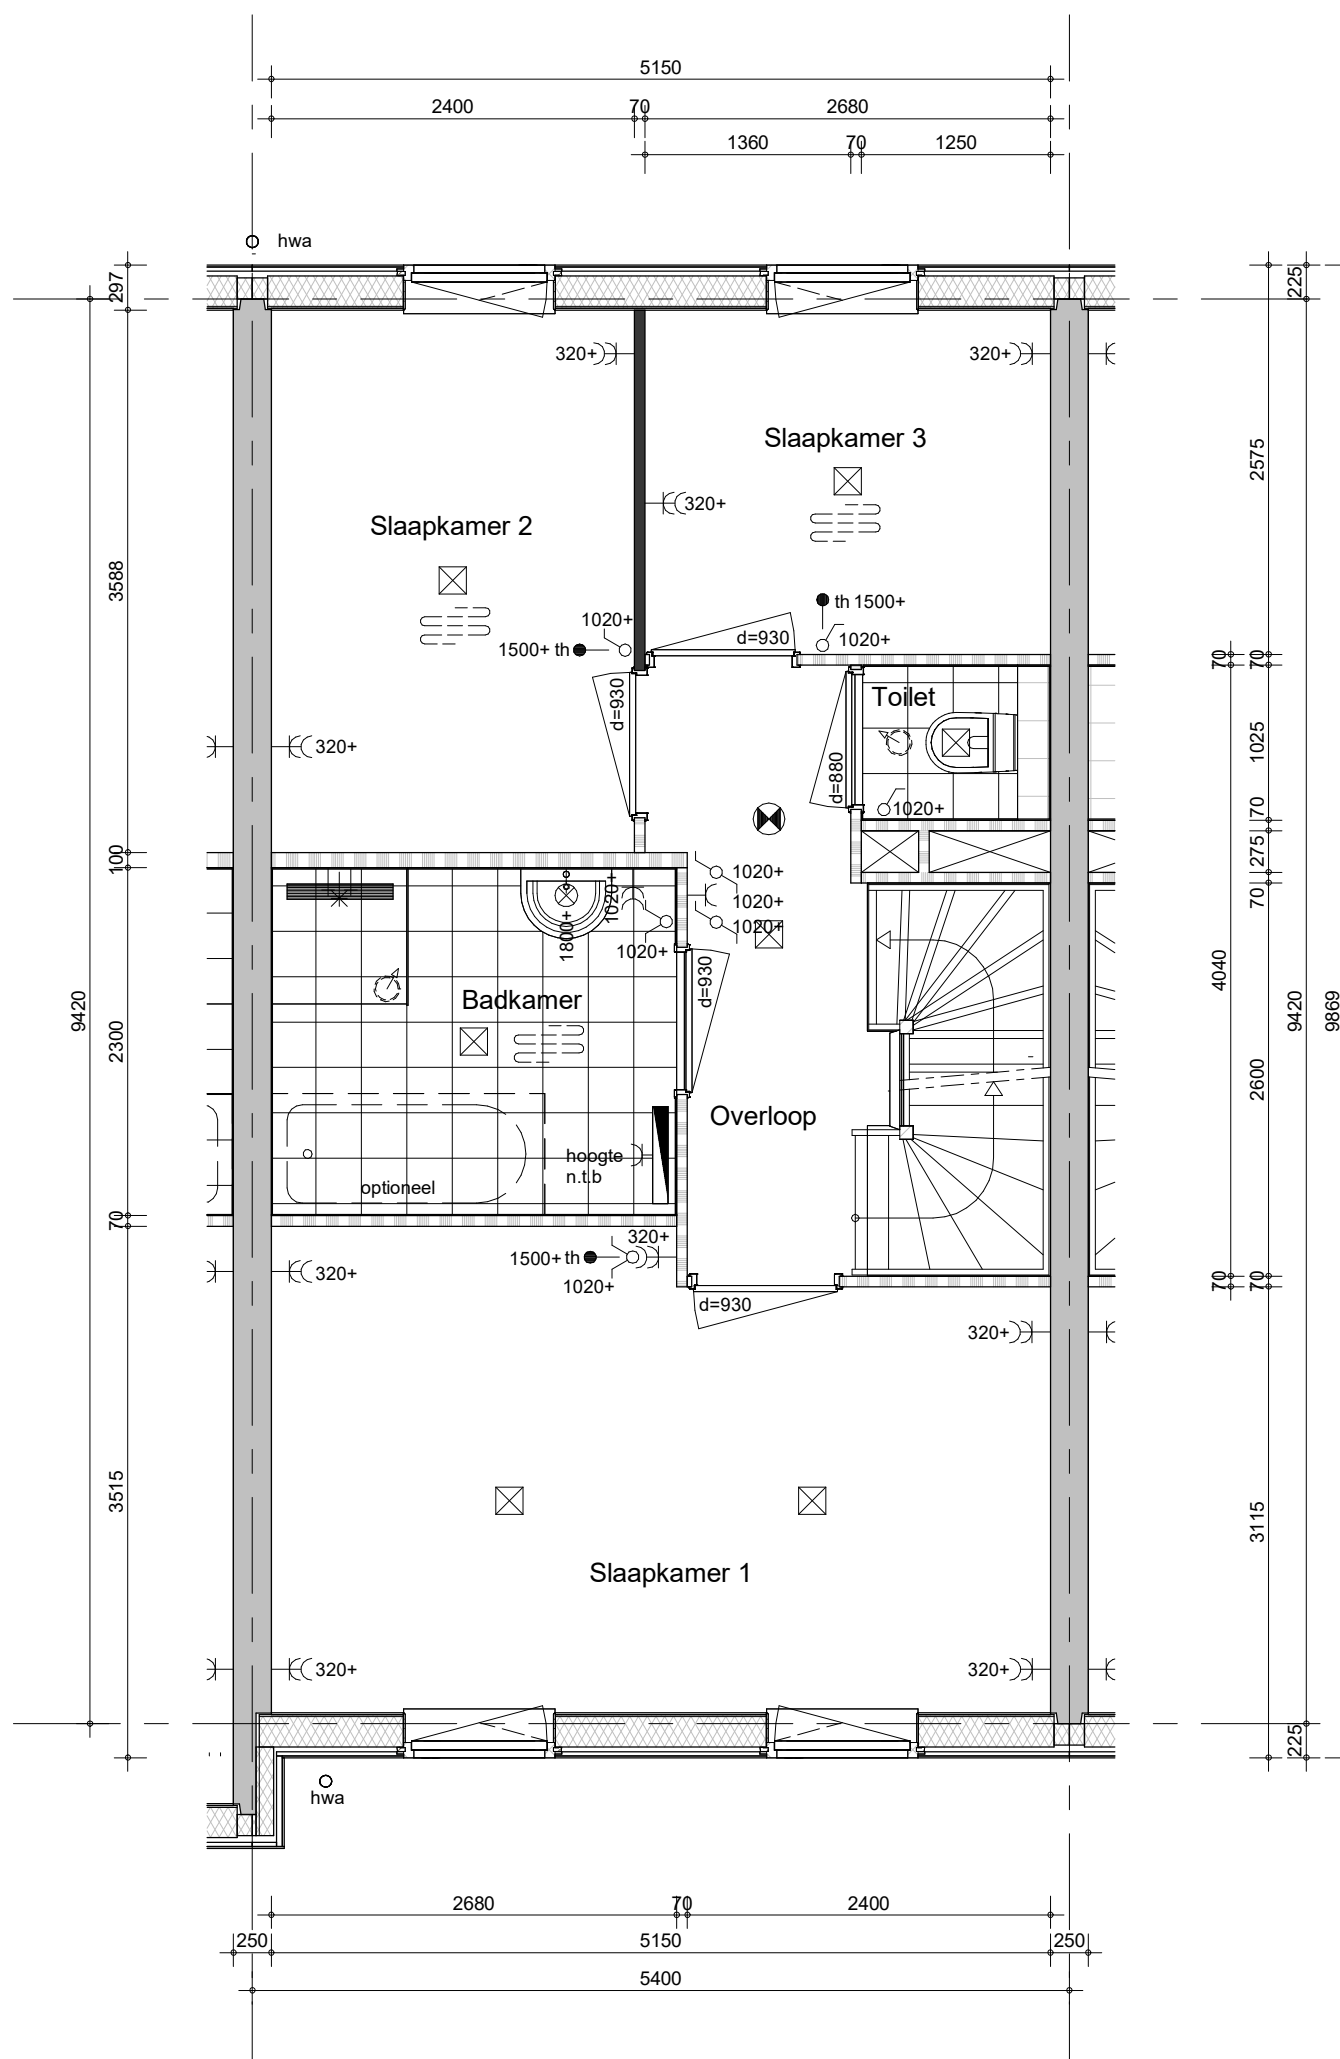 5150
2400
70
2680
1360
70
1250
hwa
297
225
320+
320+
Slaapkamer 3
2575
320+
Slaapkamer 2
3588
th 1500+
1020+
1020+
1500+ th
d=930
70
70
d=930
Toilet
320+
1025
d=880
1020+
70
100
275
1020+
1020+
1020+
1020+
1800+
1020+
70
d=930
Badkamer
4040
9420
2300
9420
9869
2600
Overloop
hoogte
n.t.b
optioneel
70
320+
1500+ th
1020+
320+
70
70
d=930
320+
3515
3115
Slaapkamer 1
320+
320+
225
hwa
2680
70
2400
250
5150
250
5400